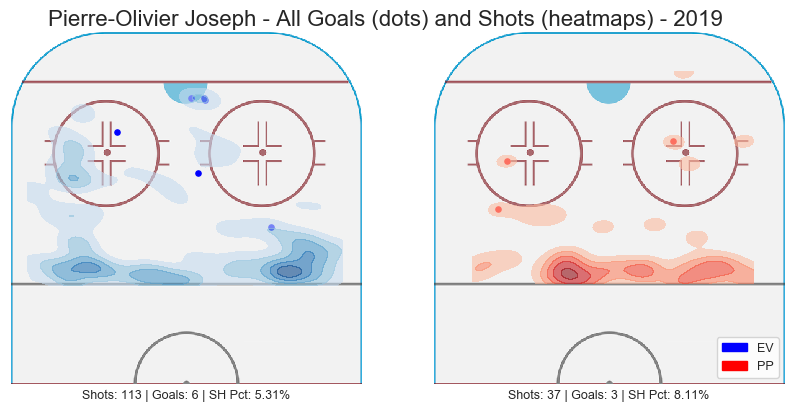 Pierre-Olivier Joseph - All Goals (dots) and Shots (heatmaps) - 2019
EV
PP
Shots: 113 | Goals: 6 | SH Pct: 5.31%
Shots: 37 | Goals: 3 | SH Pct: 8.11%